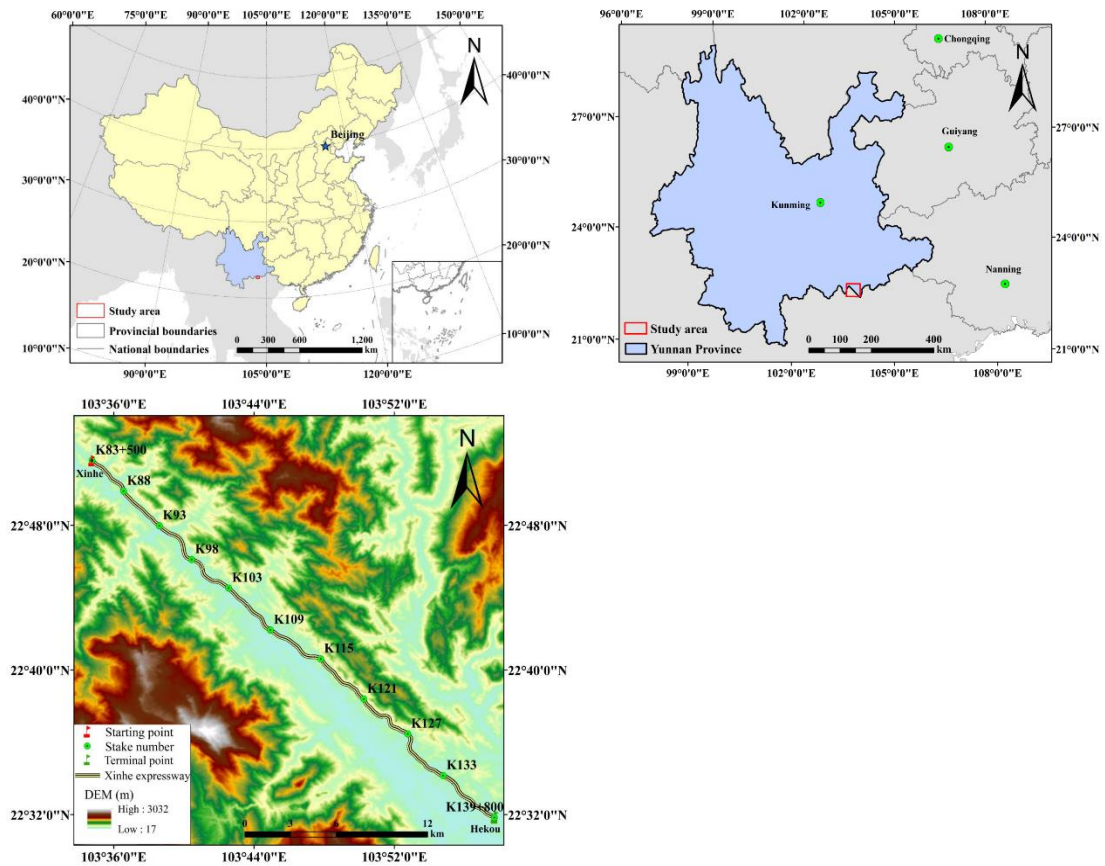 60°0'0"E 75°0'0"E 90°0'0"E 105°0'0"E 120°0'0"E 135°0'0"E 150°0'0"E
N
40°0'0"N
40°0'0"N
Beijing
30°0'0"N
30°0'0"N
20°0'0"N
20°0'0"N
10°0'0"N
10°0'0"N
Study area
Provincial boundaries
National boundaries
0 300 600 1,200
km
90°0'0"E 105°0'0"E 120°0'0"E
96°0'0"E 99°0'0"E 102°0'0"E 105°0'0"E 108°0'0"E
Chongqing
N
27°0'0"N
27°0'0"N
Guiyang
Kunming
24°0'0"N
24°0'0"N
Nanning
Study area
Yunnan Province
0 100 200 400
km
21°0'0"N
21°0'0"N
99°0'0"E 102°0'0"E 105°0'0"E 108°0'0"E
103°36'0"E 103°44'0"E 103°52'0"E
N
K83+500
Xinhe
K88
K93
22°48'0"N
22°48'0"N
K98
K103
K109
K115
22°40'0"N
22°40'0"N
K121
K127
K133
K139+800
Hekou
22°32'0"N
22°32'0"N
Starting point
Stake number
Terminal point
Xinhe expressway
DEM (m)
High : 3032
Low : 17
0 3 6 12
km
103°36'0"E 103°44'0"E 103°52'0"E